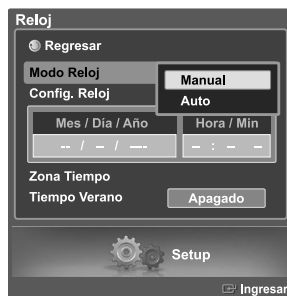 Reloj
Regresar
Modo Reloj
Manual
Auto
Config. Reloj
Mes / Día / Año
Hora / Min
-- / -- / ----
-- : -- --
Zona Tiempo
Tiempo Verano
Apagado
Setup
Ingresar